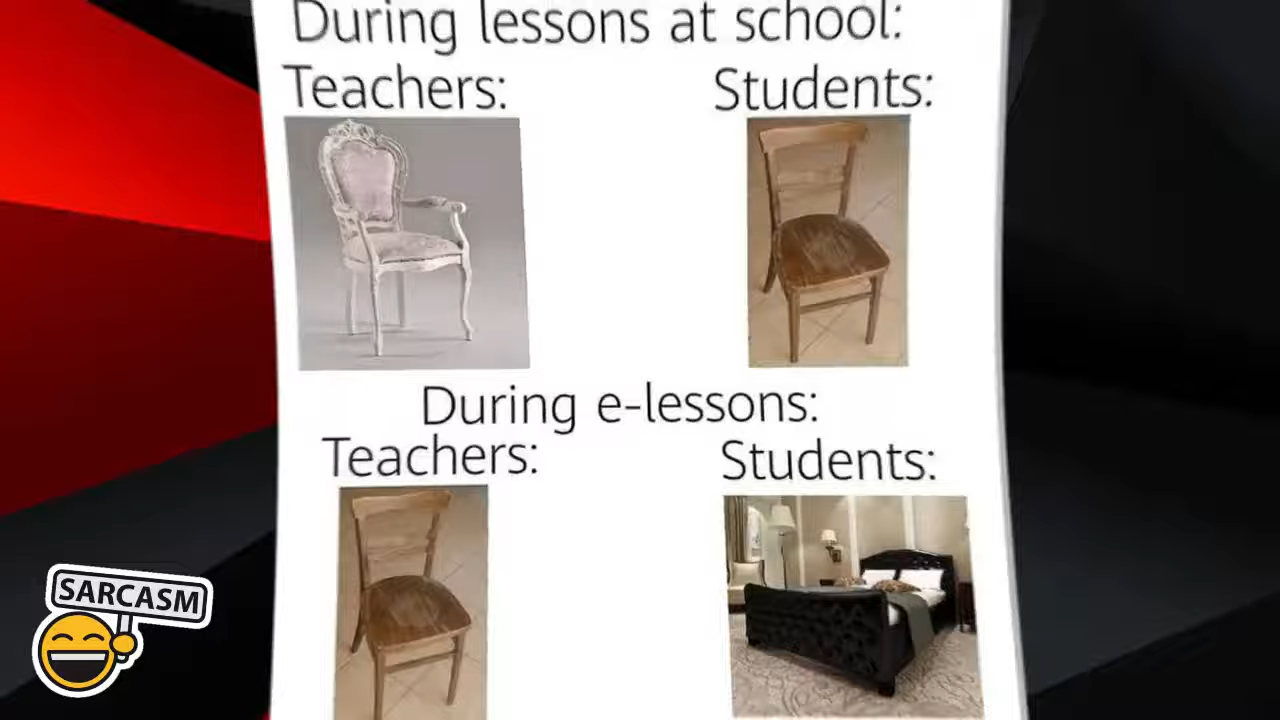 During lessons at school:
Teachers: Students:
During e-lessons:
Teachers: Students:
SARCASM